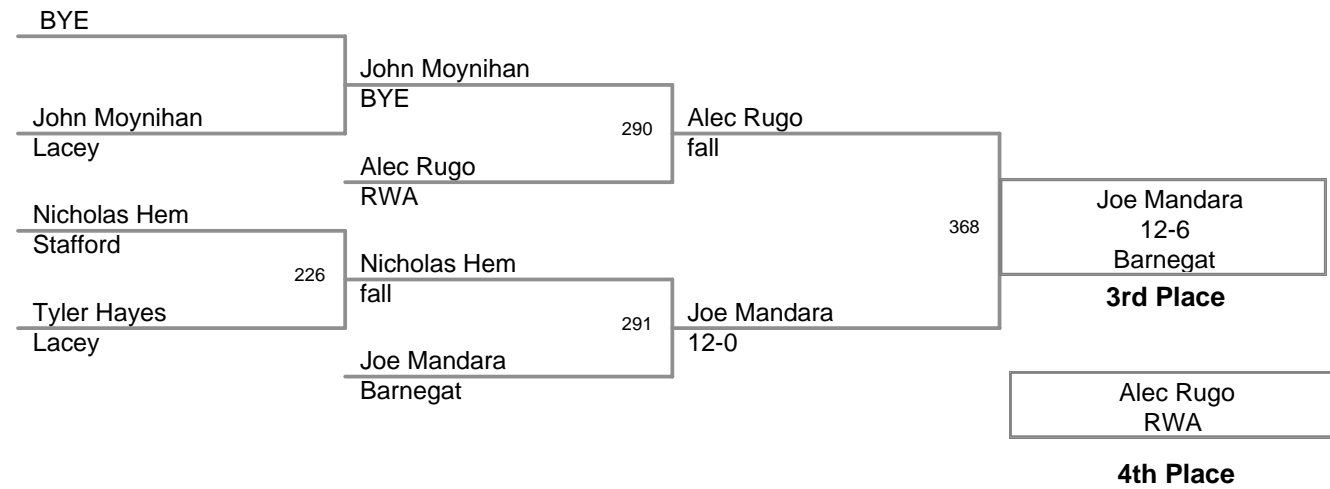 BYE
John Moynihan
Lacey
Nicholas Hem
Stafford
Tyler Hayes
Lacey
226
John Moynihan
BYE
Alec Rugo
RWA
290
Nicholas Hem
fall
Joe Mandara
Barnegat
291
Alec Rugo
fall
Joe Mandara
12-0
368
Joe Mandara
12-6
Barnegat
3rd Place
Alec Rugo
RWA
4th Place